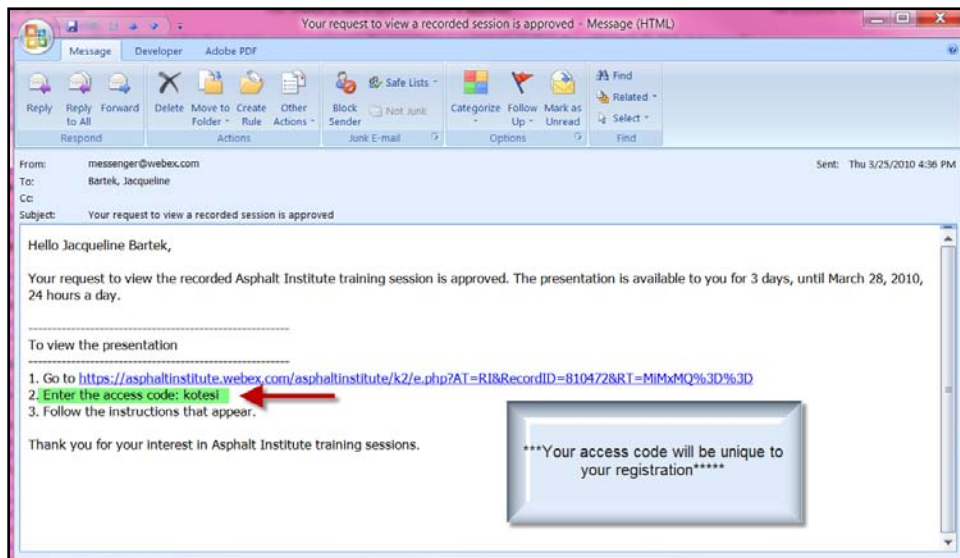 Your request to view a recorded session is approved - Message (HTML)
Message Developer Adobe PDF
Reply Reply to All Forward Delete Move to Folder Create Rule Other Actions Block Sender Safe Lists Not Junk Categorize Follow Up Mark as Unread Find Related Select
Respond Actions Junk E-mail Options Find
From: messenger@webex.com Sent: Thu 3/25/2010 4:36 PM
To: Bartek, Jacqueline
Cc:
Subject: Your request to view a recorded session is approved
Hello Jacqueline Bartek,
Your request to view the recorded Asphalt Institute training session is approved. The presentation is available to you for 3 days, until March 28, 2010,
24 hours a day.
-------------------------------------------------------
To view the presentation
-------------------------------------------------------
1. Go to https://asphaltinstitute.webex.com/asphaltinstitute/k2/e.php?AT=RI&RecordID=810472&RT=MiMxMQ%3D%3D
2. Enter the access code: kotesi
3. Follow the instructions that appear.
Thank you for your interest in Asphalt Institute training sessions.
***Your access code will be unique to
your registration*****